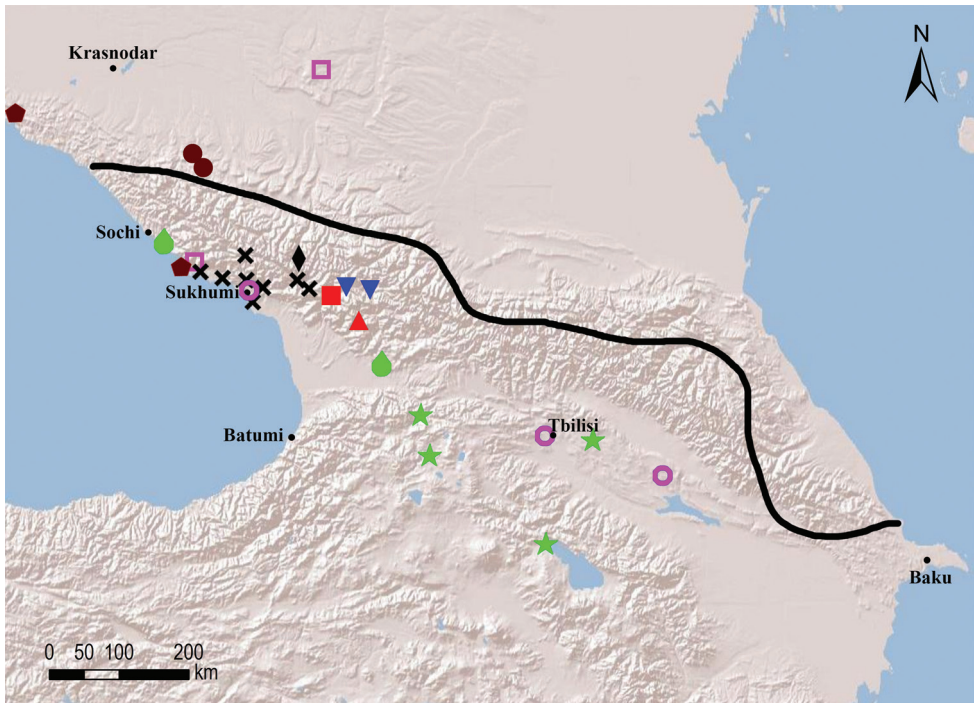 N
Krasnodar
Sochi
Sukhumi
Batumi
Tbilisi
Baku
0 50 100 200
km